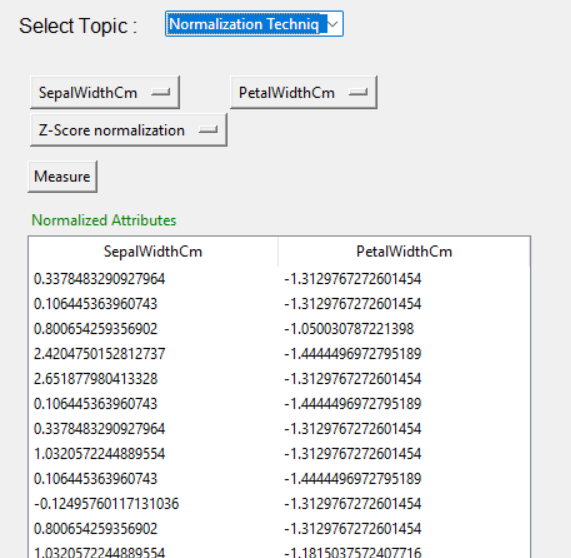 Select Topic : Normalization Techniq
SepalWidthCm PetalWidthCm
Z-Score normalization
Measure
Normalized Attributes
SepalWidthCm PetalWidthCm
0.3378483290927964 -1.3129767272601454
0.106445363960743 -1.3129767272601454
0.800654259356902 -1.050030787221398
2.4204750152812737 -1.4444496972795189
2.651877980413328 -1.3129767272601454
0.106445363960743 -1.4444496972795189
0.3378483290927964 -1.3129767272601454
1.0320572244889554 -1.3129767272601454
0.106445363960743 -1.4444496972795189
-0.12495760117131036 -1.3129767272601454
0.800654259356902 -1.3129767272601454
1.0320572244889554 -1.1815037572407716